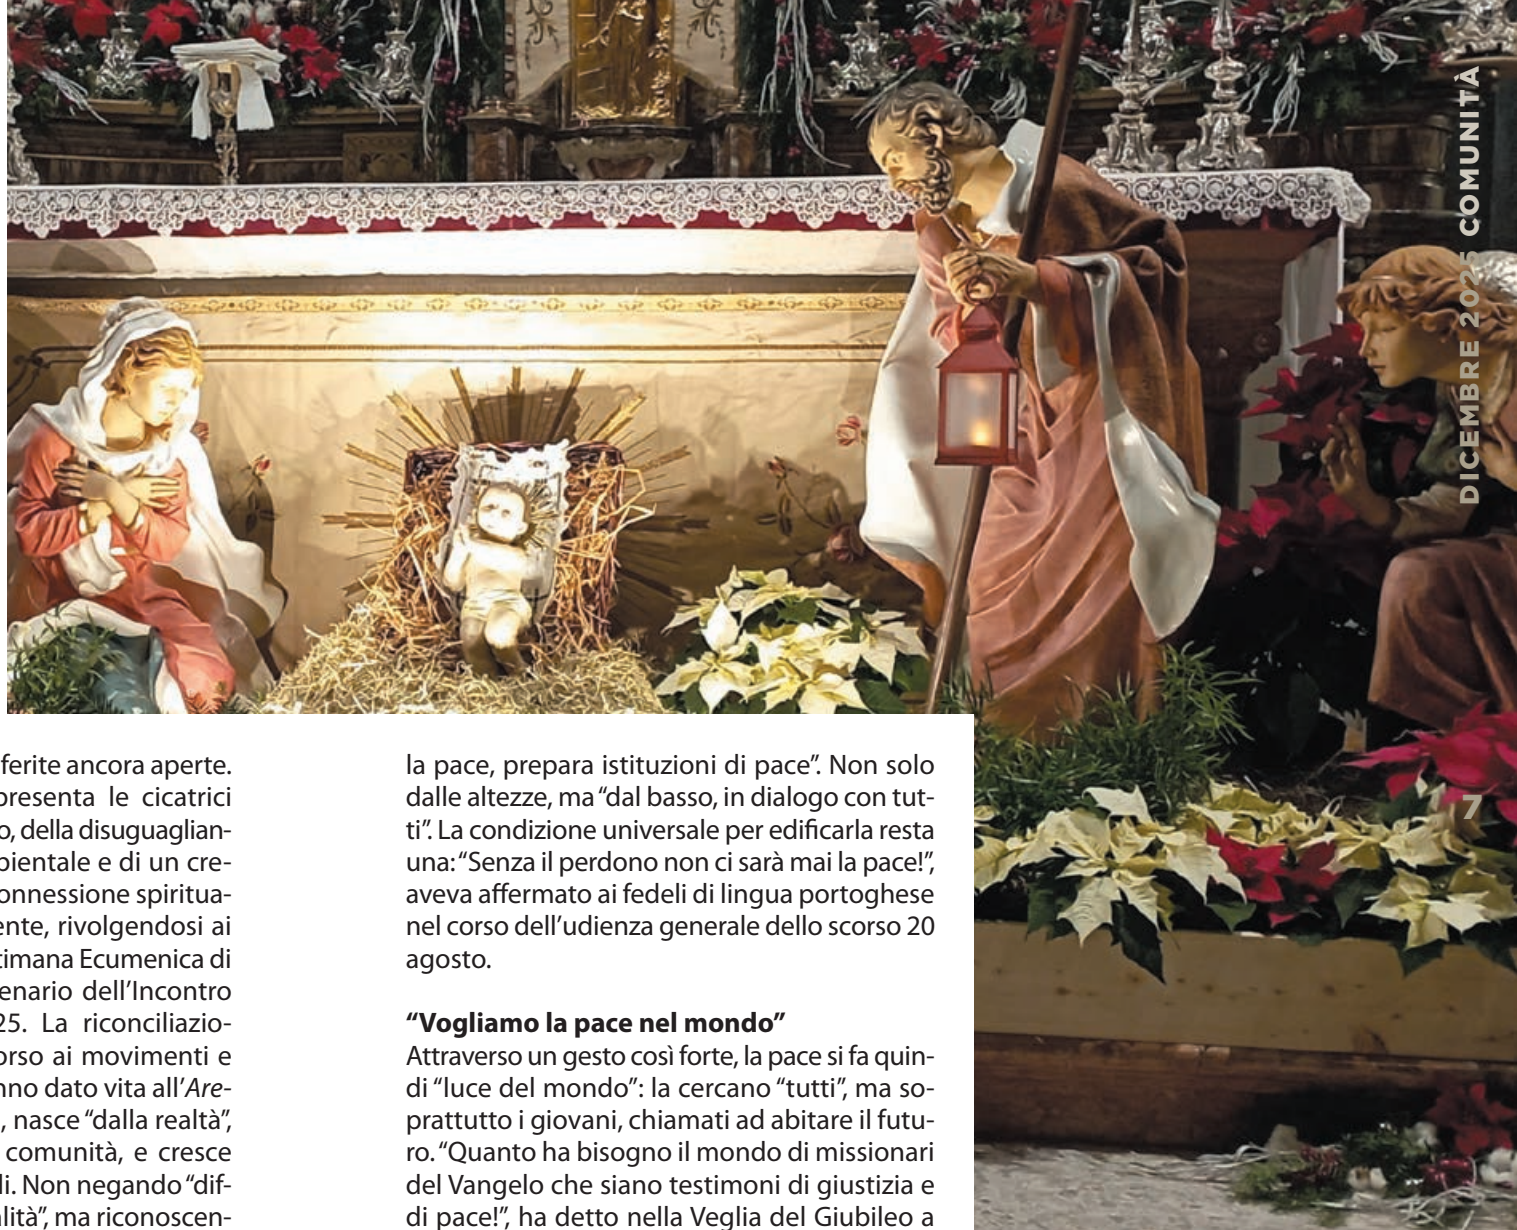 DICEMBRE 2025 COMUNITÀ
7
ferite ancora aperte.
presenta le cicatrici
o, della disuguaglian-
bientale e di un cre-
onnessione spiritua-
ente, rivolgendosi ai
timana Ecumenica di
enario dell’Incontro
25. La riconciliazio-
orso ai movimenti e
nno dato vita all’Are-
, nasce “dalla realtà”,
comunità, e cresce
li. Non negando “dif-
alità”, ma riconoscen-
la pace, prepara istituzioni di pace”. Non solo
dalle altezze, ma “dal basso, in dialogo con tut-
ti”. La condizione universale per edificarla resta
una: “Senza il perdono non ci sarà mai la pace!”,
aveva affermato ai fedeli di lingua portoghese
nel corso dell’udienza generale dello scorso 20
agosto.
“Vogliamo la pace nel mondo”
Attraverso un gesto così forte, la pace si fa quin-
di “luce del mondo”: la cercano “tutti”, ma so-
prattutto i giovani, chiamati ad abitare il futu-
ro. “Quanto ha bisogno il mondo di missionari
del Vangelo che siano testimoni di giustizia e
di pace!”, ha detto nella Veglia del Giubileo a